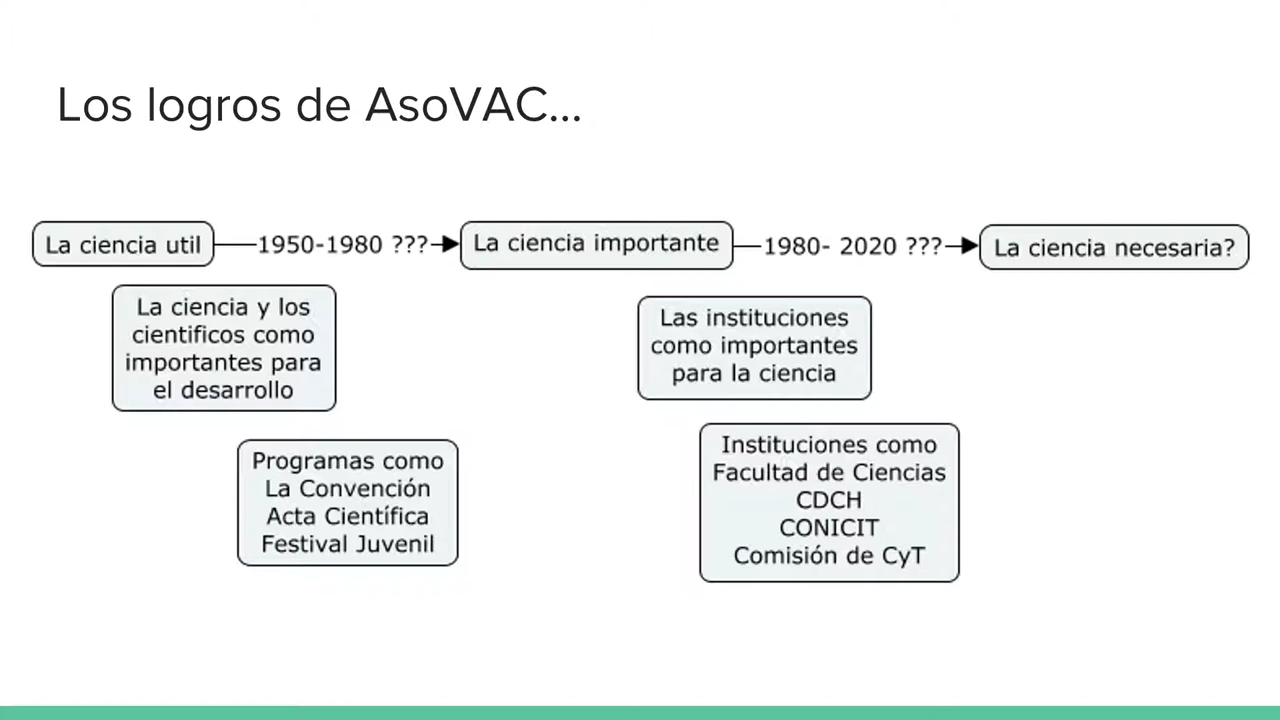 Los logros de AsoVAC...
La ciencia util
1950-1980 ???
La ciencia importante
1980- 2020 ???
La ciencia necesaria?
La ciencia y los
cientificos como
importantes para
el desarrollo
Las instituciones
como importantes
para la ciencia
Programas como
La Convención
Acta Científica
Festival Juvenil
Instituciones como
Facultad de Ciencias
CDCH
CONICIT
Comisión de CyT